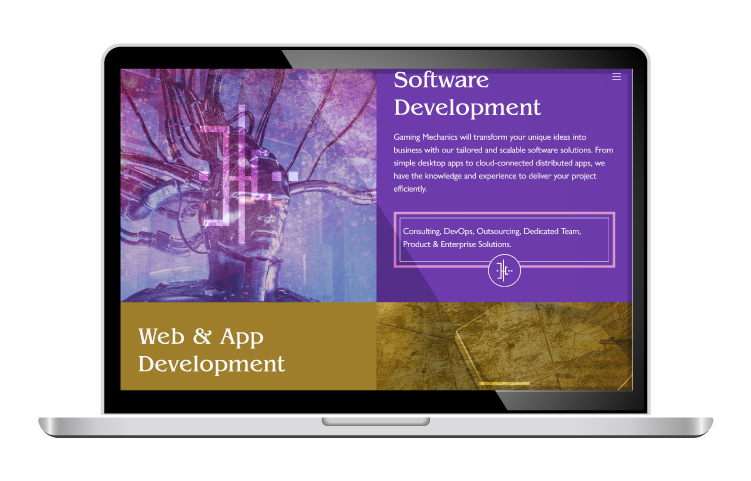 Software
Development
Gaming Mechanics will transform your unique ideas into
business with our tailored and scalable software solutions. From
simple desktop apps to cloud-connected distributed apps, we
have the knowledge and experience to deliver your project
efficiently.
Consulting, DevOps, Outsourcing, Dedicated Team,
Product & Enterprise Solutions.
Web & App
Development